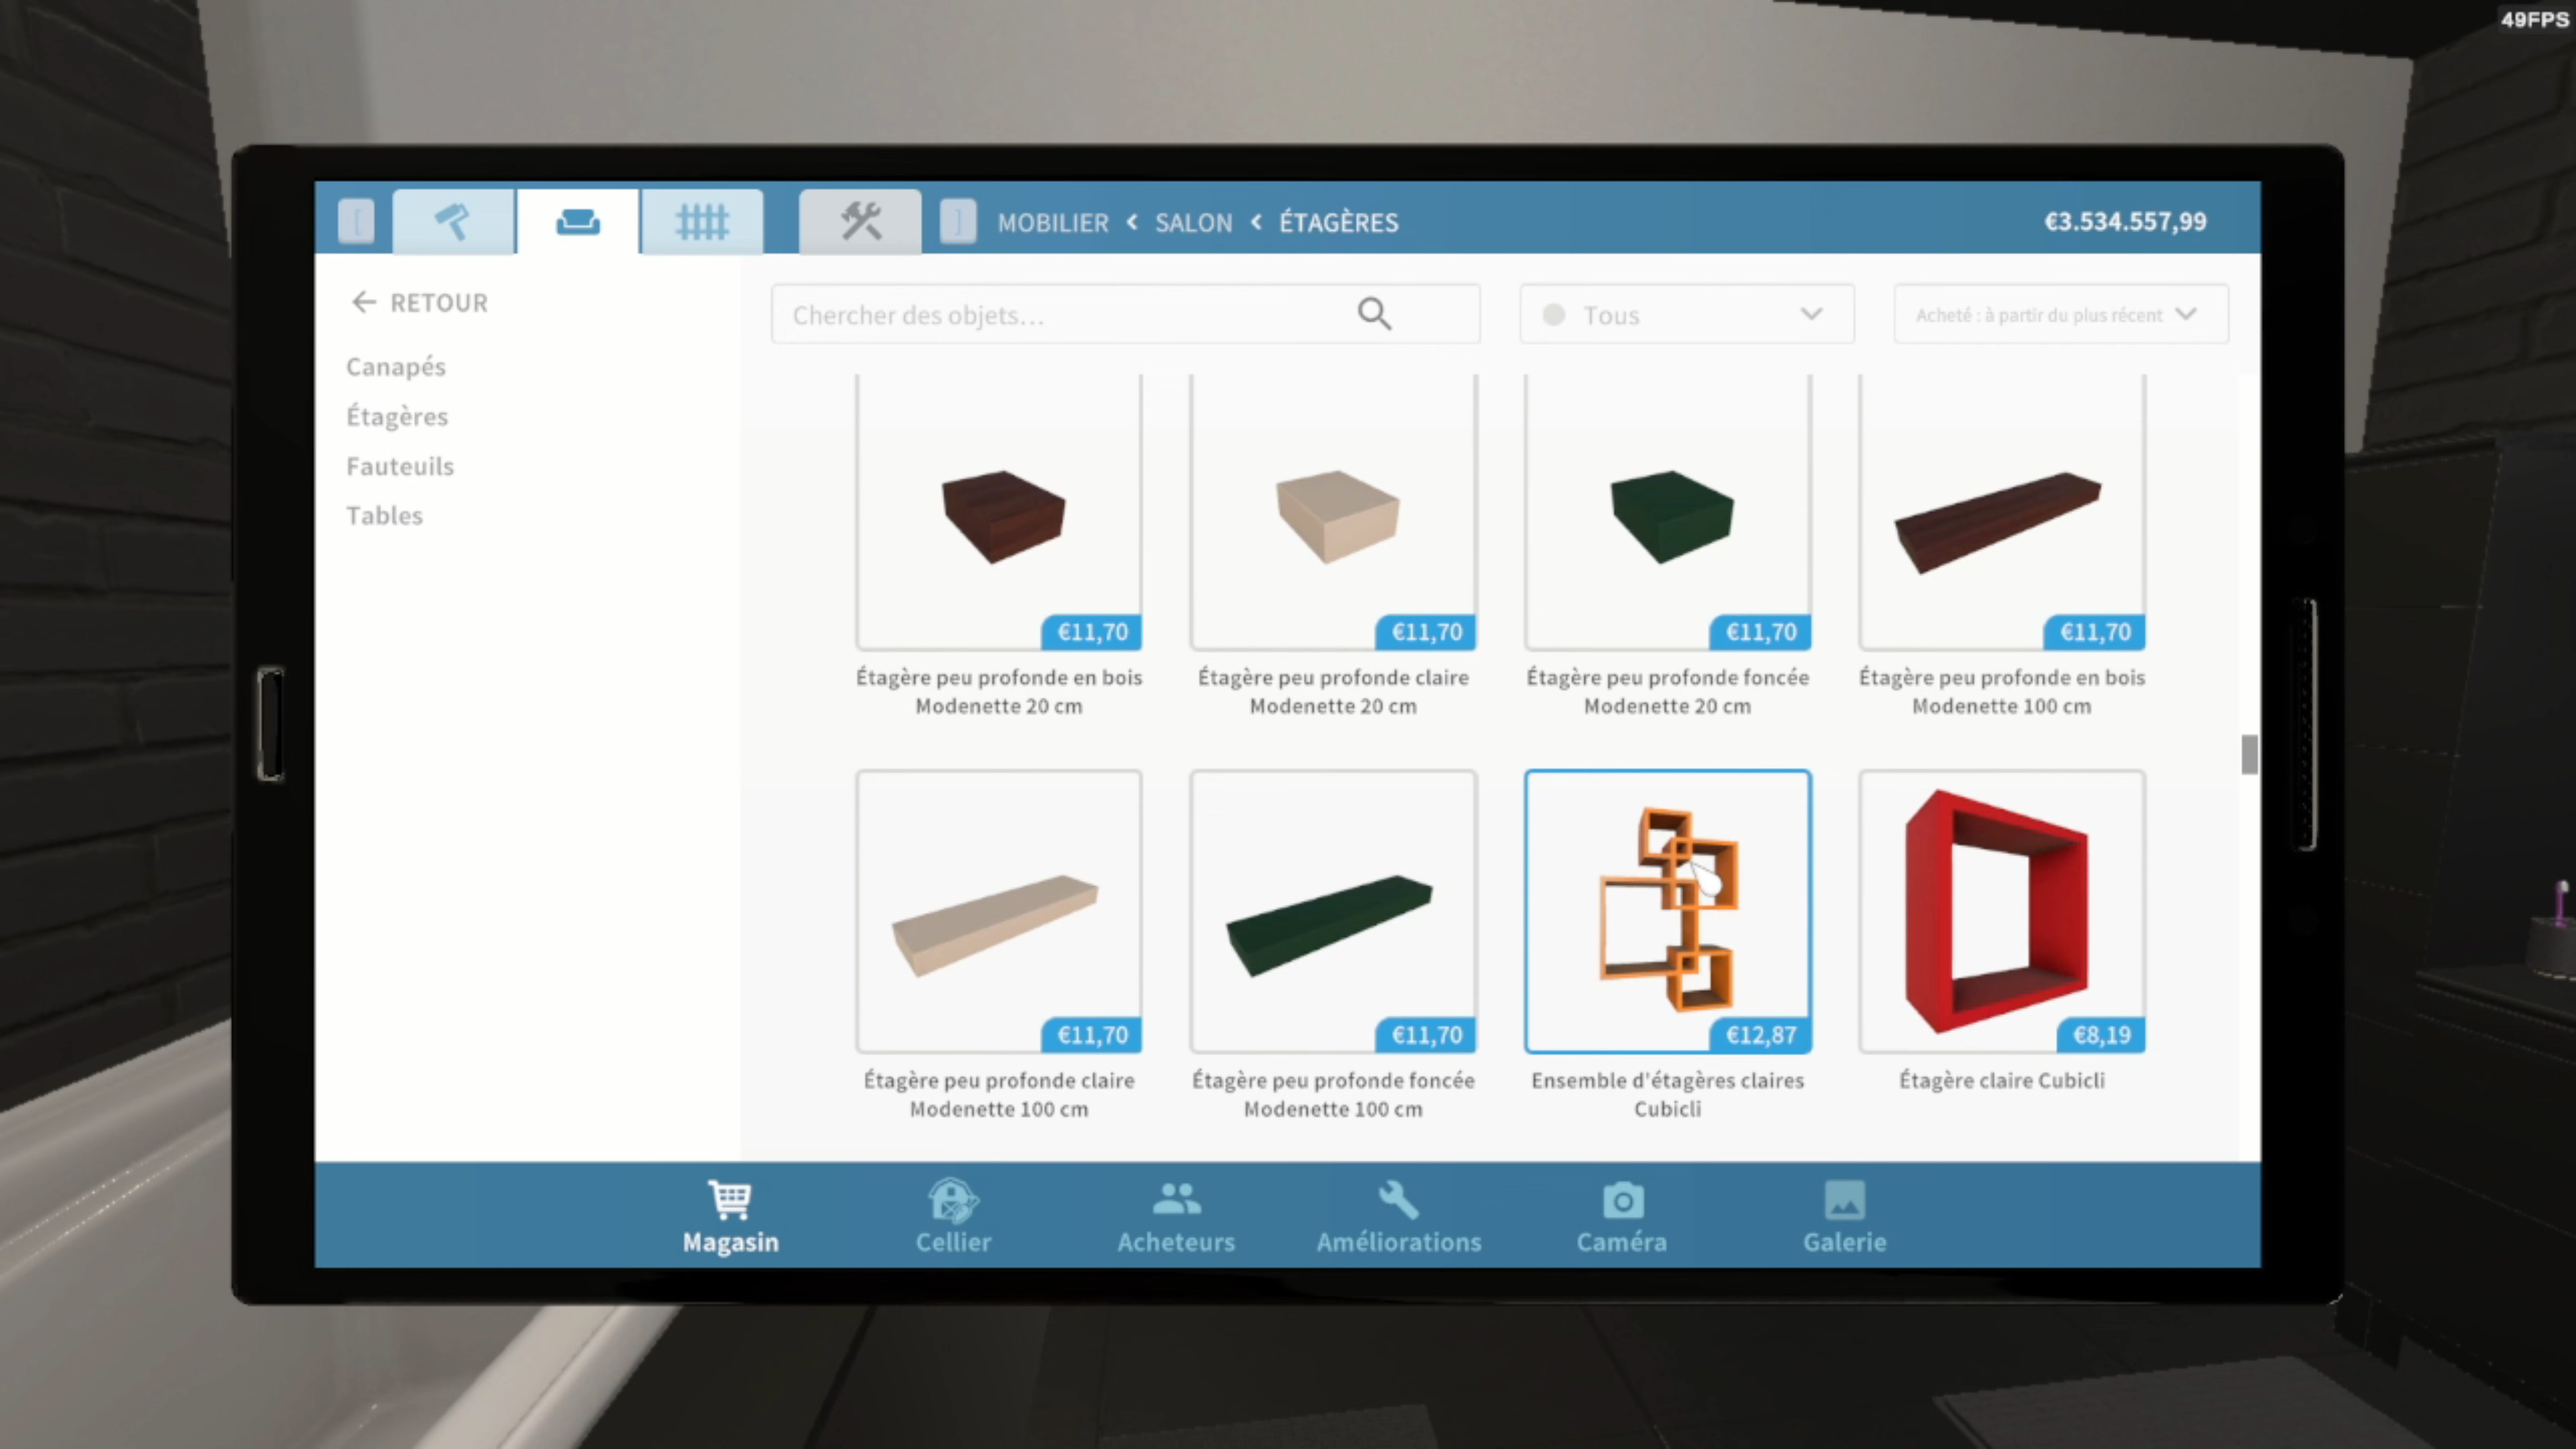 49FPS
[
]
MOBILIER < SALON < ÉTAGÈRES
€3.534.557,99
RETOUR
Canapés
Étagères
Fauteuils
Tables
Chercher des objets...
Tous
Acheté : à partir du plus récent
€11,70
€11,70
€11,70
€11,70
Étagère peu profonde en bois
Modenette 20 cm
Étagère peu profonde claire
Modenette 20 cm
Étagère peu profonde foncée
Modenette 20 cm
Étagère peu profonde en bois
Modenette 100 cm
€11,70
€11,70
€12,87
€8,19
Étagère peu profonde claire
Modenette 100 cm
Étagère peu profonde foncée
Modenette 100 cm
Ensemble d'étagères claires
Cubicli
Étagère claire Cubicli
Magasin
Cellier
Acheteurs
Améliorations
Caméra
Galerie